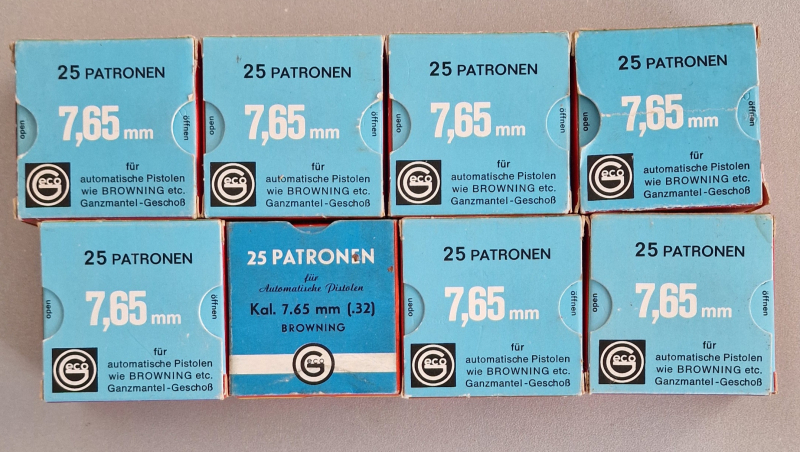 25 PATRONEN
7,65 mm
open
öffnen
Geco
für
automatische Pistolen
wie BROWNING etc.
Ganzmantel-Geschoß
25 PATRONEN
7,65 mm
öffnen
Geco
für
automatische Pistolen
wie BROWNING etc.
Ganzmantel-Geschoß
25 PATRONEN
7,65 mm
open
öffnen
Geco
für
automatische Pistolen
wie BROWNING etc.
Ganzmantel-Geschoß
25 PATRONEN
7,65 mm
open
öffnen
Geco
für
automatische Pistolen
wie BROWNING etc.
Ganzmantel-Geschoß
25 PATRONEN
7,65 mm
open
öffnen
Geco
für
automatische Pistolen
wie BROWNING etc.
Ganzmantel-Geschoß
25 PATRONEN
für
Automatische Pistolen
Kal. 7.65 mm (.32)
BROWNING
Geco
25 PATRONEN
7,65 mm
open
öffnen
Geco
für
automatische Pistolen
wie BROWNING etc.
Ganzmantel-Geschoß
25 PATRONEN
7,65 mm
open
öffnen
Geco
für
automatische Pistolen
wie BROWNING etc.
Ganzmantel-Geschoß